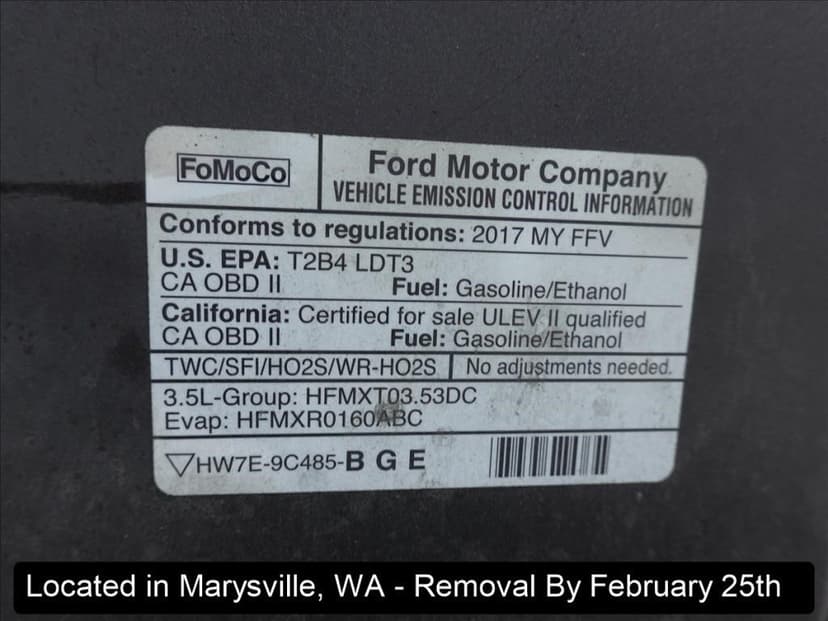 FoMoCo
Ford Motor Company
VEHICLE EMISSION CONTROL INFORMATION
Conforms to regulations: 2017 MY FFV
U.S. EPA: T2B4 LDT3
CA OBD II Fuel: Gasoline/Ethanol
California: Certified for sale ULEV II qualified
CA OBD II Fuel: Gasoline/Ethanol
TWC/SFI/HO2S/WR-HO2S No adjustments needed.
3.5L-Group: HFMXT03.53DC
Evap: HFMXR0160ABC
HW7E-9C485-B G E
Located in Marysville, WA - Removal By February 25th